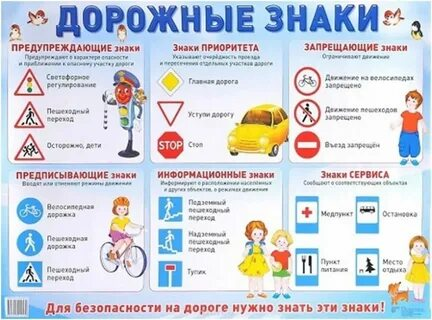 ДОРОЖНЫЕ ЗНАКИ
ПРЕДУПРЕЖДАЮЩИЕ знаки
Предупреждают о характере опасности
и приближении к опасному участку дороги
Светофорное
регулирование
Пешеходный
переход
Осторожно, дети
Знаки ПРИОРИТЕТА
Указывают очерёдность проезда
и пересечения отдельных участков дороги
Главная дорога
Уступи дорогу
STOP
Стоп
ЗАПРЕЩАЮЩИЕ знаки
Ограничивают движение
Движение на велосипедах
запрещено
Движение пешеходов
запрещено
Въезд запрещён
ПРЕДПИСЫВАЮЩИЕ знаки
Вводят или отменяют режимы движения
Велосипедная
дорожка
Пешеходная
дорожка
Пешеходный
переход
ИНФОРМАЦИОННЫЕ знаки
Информируют о расположении населённых
и других объектов, о режимах движения
Подземный
пешеходный
переход
Надземный
пешеходный
переход
Тупик
Знаки СЕРВИСА
Сообщают о соответствующих объектах
Медпункт
Остановка
Пункт
питания
Место
отдыха
Для безопасности на дороге нужно знать эти знаки!